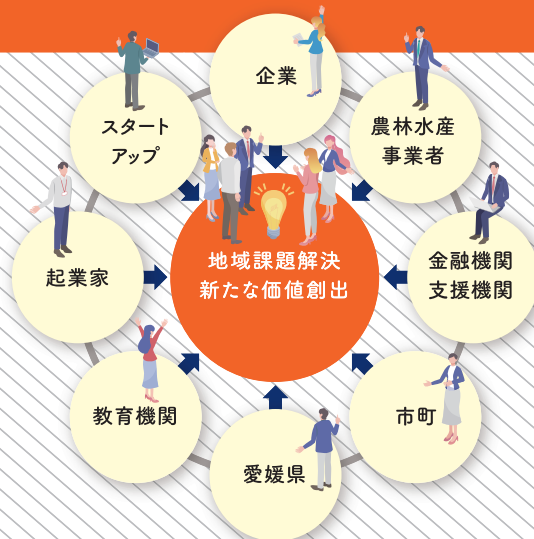 企業
農林水産
事業者
金融機関
支援機関
市町
愛媛県
教育機関
起業家
スタート
アップ
地域課題解決
新たな価値創出